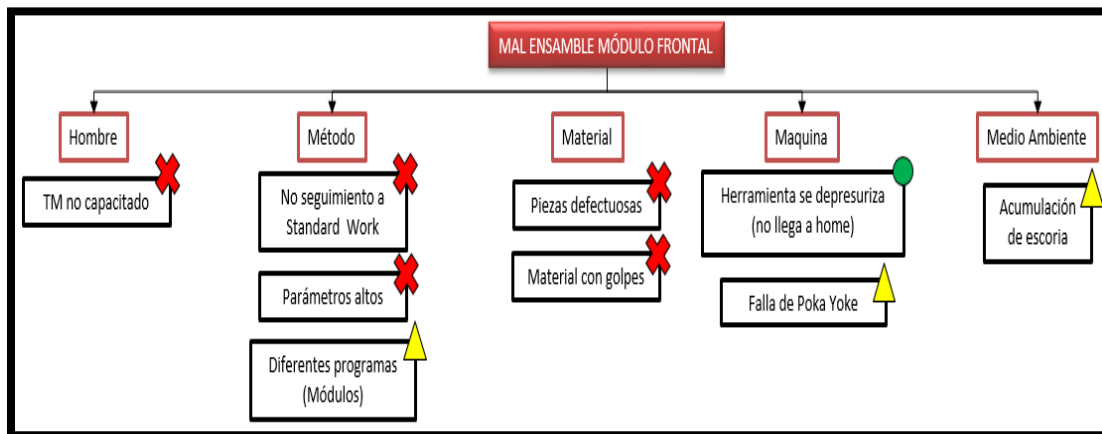 MAL ENSAMBLE MÓDULO FRONTAL
Hombre
Método
Material
Maquina
Medio Ambiente
TM no capacitado
No seguimiento a
Standard Work
Parámetros altos
Diferentes programas
(Módulos)
Piezas defectuosas
Material con golpes
Herramienta se depresuriza
(no llega a home)
Falla de Poka Yoke
Acumulación
de escoria